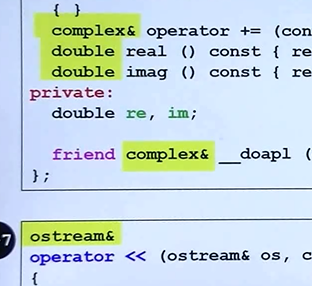 { }
complex& operator += (con
double real () const { re
double imag () const { re
private:
double re, im;
friend complex& __doapl (
};
7
ostream&
operator << (ostream& os, c
{